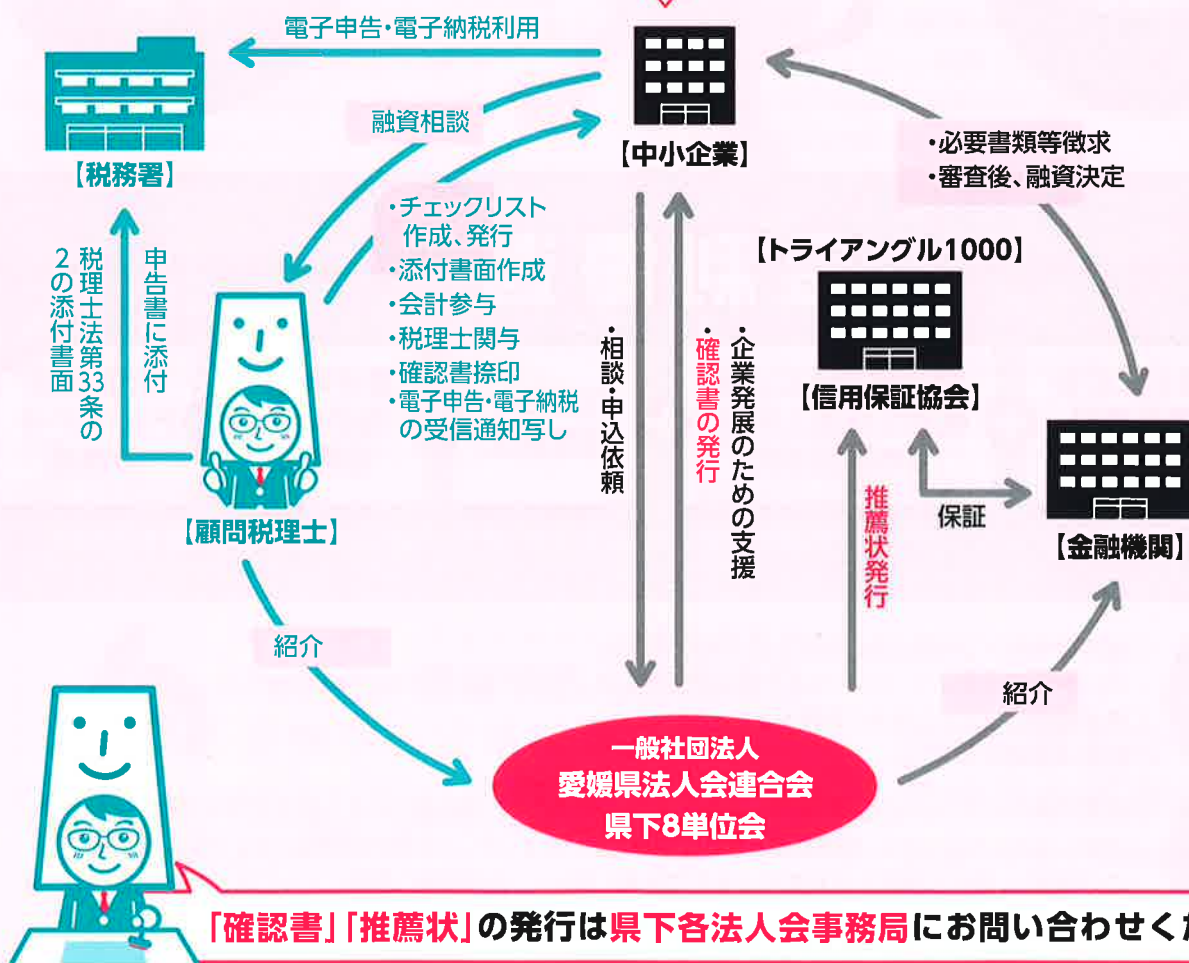 電子申告・電子納税利用
融資相談
【税務署】
【中小企業】
・必要書類等徴求
・審査後、融資決定
・チェックリスト
作成、発行
・添付書面作成
・会計参与
・税理士関与
・確認書捺印
・電子申告・電子納税
の受信通知写し
申告書に添付
税理士法第33条の
2の添付書面
【顧問税理士】
【トライアングル1000】
【信用保証協会】
・企業発展のための支援
・確認書の発行
・相談・申込依頼
推薦状発行
保証
【金融機関】
紹介
紹介
一般社団法人
愛媛県法人会連合会
県下8単位会
「確認書」「推薦状」の発行は県下各法人会事務局にお問い合わせく